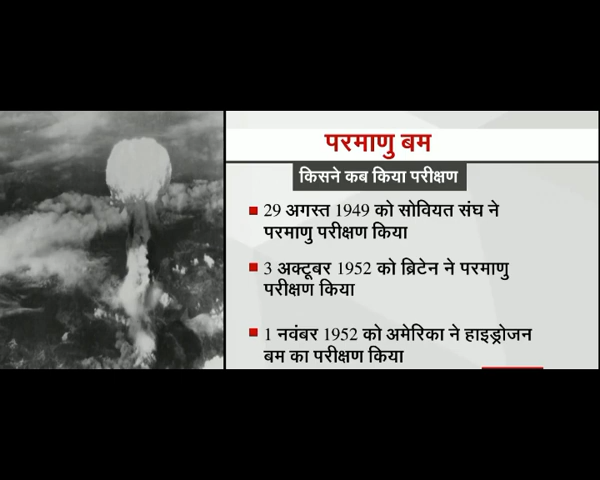 परमाणु बम
किसने कब किया परीक्षण
29 अगस्त 1949 को सोवियत संघ ने
परमाणु परीक्षण किया
3 अक्टूबर 1952 को ब्रिटेन ने परमाणु
परीक्षण किया
1 नवंबर 1952 को अमेरिका ने हाइड्रोजन
बम का परीक्षण किया